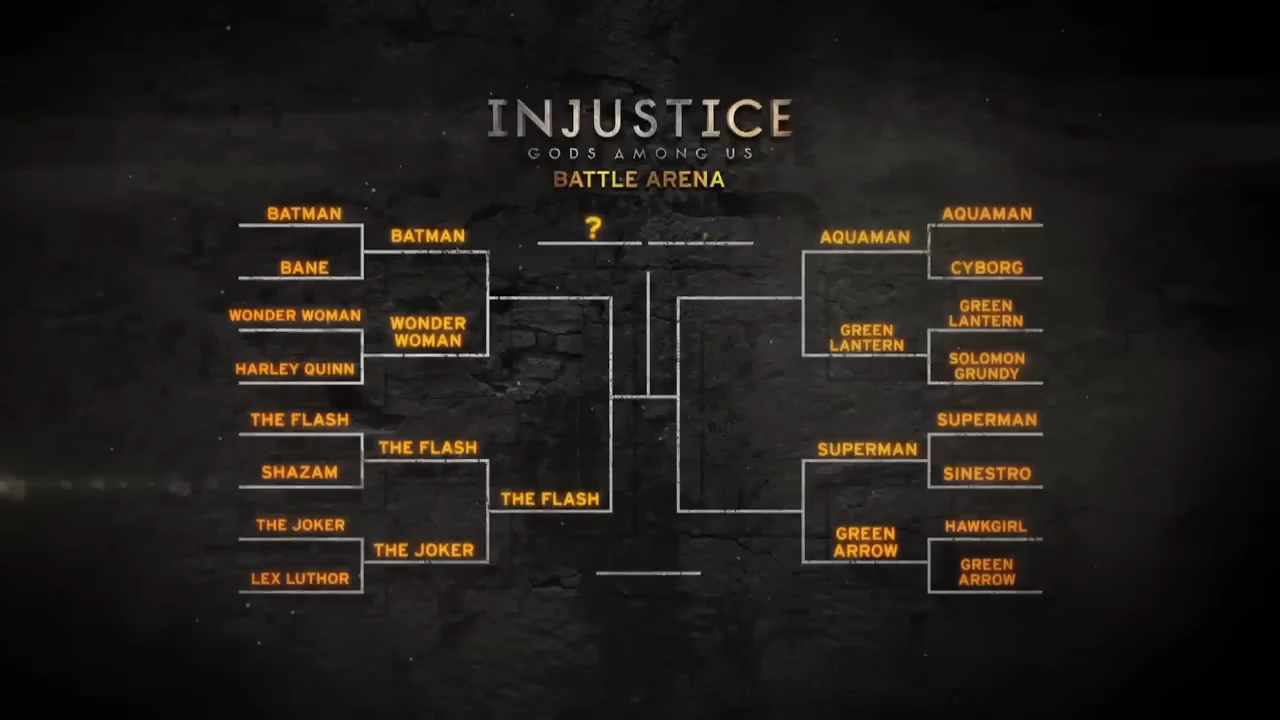 INJUSTICE
GODS AMONG US
BATTLE ARENA
?
BATMAN
BANE
WONDER WOMAN
HARLEY QUINN
THE FLASH
SHAZAM
THE JOKER
LEX LUTHOR
BATMAN
WONDER
WOMAN
THE FLASH
THE JOKER
THE FLASH
AQUAMAN
GREEN
LANTERN
SUPERMAN
GREEN
ARROW
AQUAMAN
CYBORG
GREEN
LANTERN
SOLOMON
GRUNDY
SUPERMAN
SINESTRO
HAWKGIRL
GREEN
ARROW